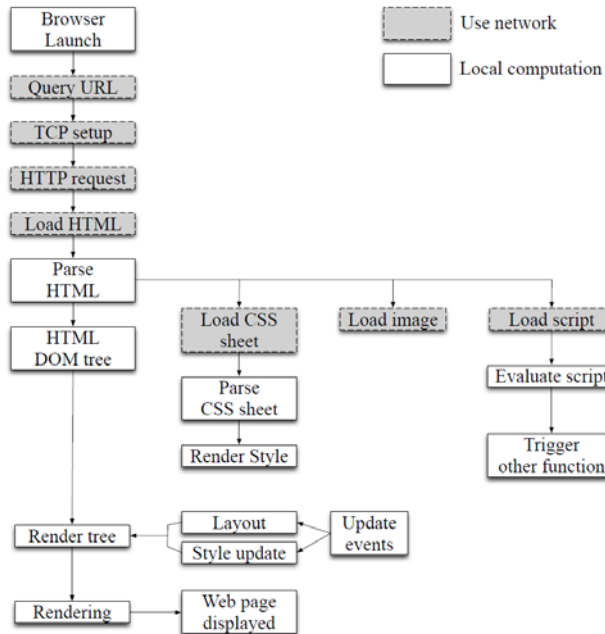 Browser
Launch
Use network
Local computation
Query URL
TCP setup
HTTP request
Load HTML
Parse
HTML
HTML
DOM tree
Load CSS
sheet
Load image
Load script
Parse
CSS sheet
Evaluate script
Render Style
Trigger
other function
Render tree
Layout
Style update
Update
events
Rendering
Web page
displayed